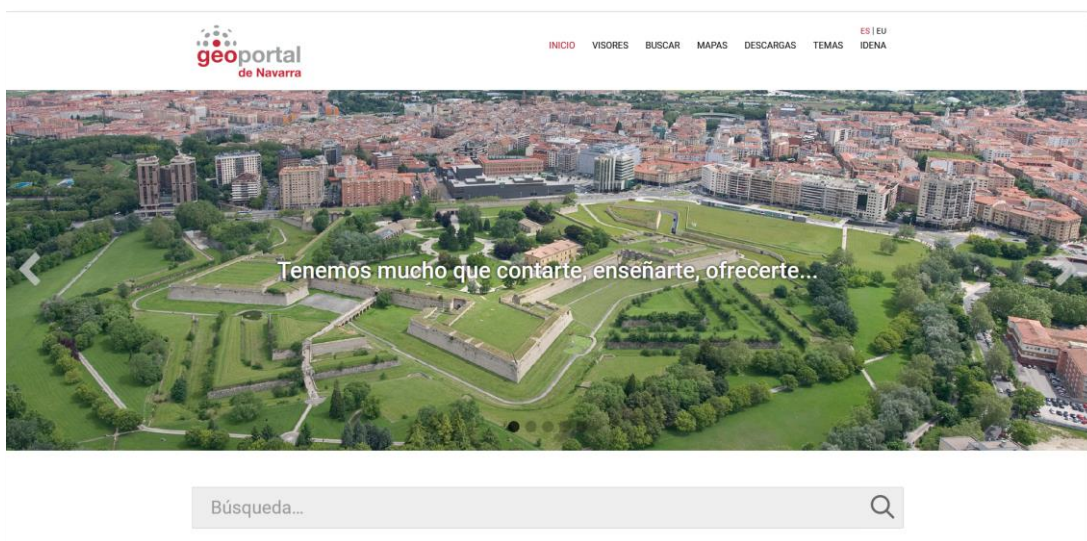 geoportal
de Navarra
ES | EU
INICIO VISORES BUSCAR MAPAS DESCARGAS TEMAS IDENA
Tenemos mucho que contarte, enseñarte, ofrecerte...
Búsqueda...